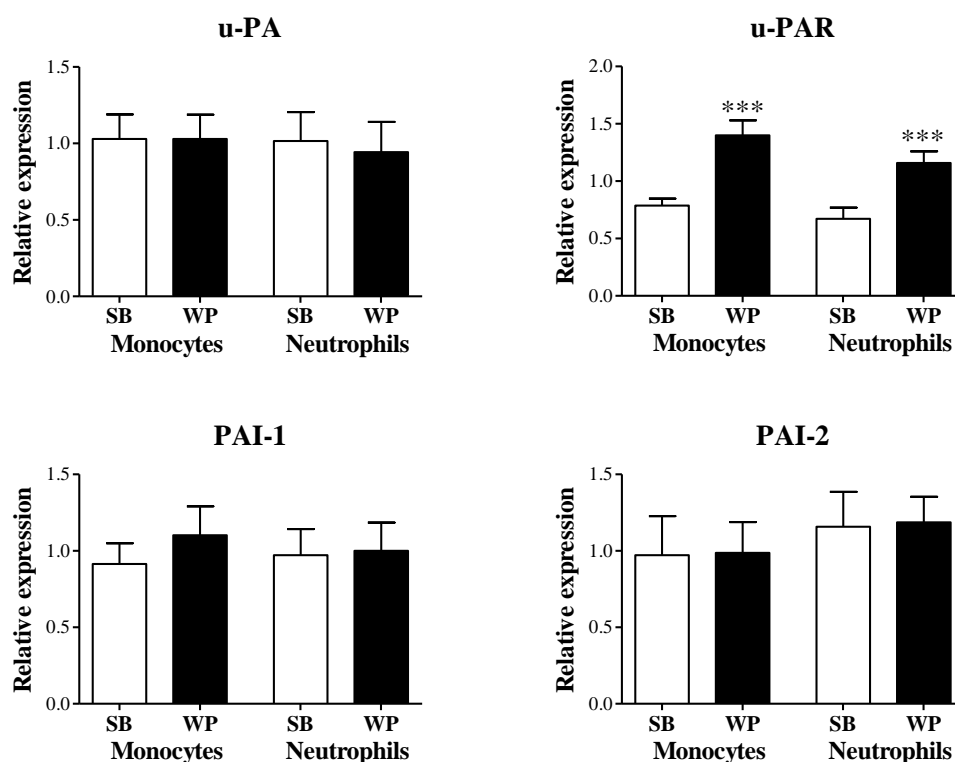 u-PA
Relative expression
1.5
1.0
0.5
0.0
SB WP SB WP
Monocytes Neutrophils
u-PAR
Relative expression
2.0
1.5
1.0
0.5
0.0
***
***
SB WP SB WP
Monocytes Neutrophils
PAI-1
Relative expression
1.5
1.0
0.5
0.0
SB WP SB WP
Monocytes Neutrophils
PAI-2
Relative expression
1.5
1.0
0.5
0.0
SB WP SB WP
Monocytes Neutrophils